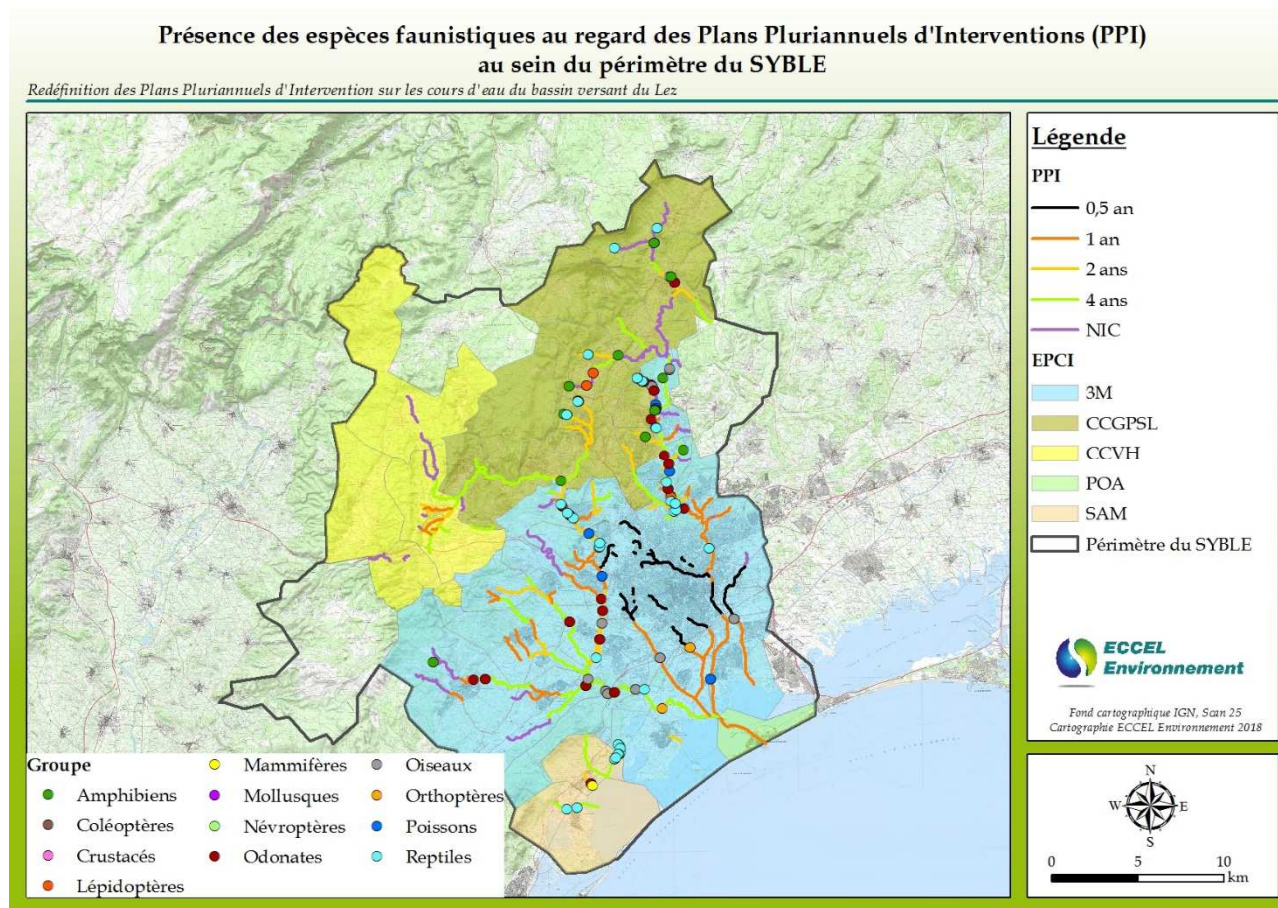 Présence des espèces faunistiques au regard des Plans Pluriannuels d'Interventions (PPI)
au sein du périmètre du SYBLE
Redéfinition des Plans Pluriannuels d'Intervention sur les cours d'eau du bassin versant du Lez
Légende
PPI
0,5 an
1 an
2 ans
4 ans
NIC
EPCI
3M
CCGPSL
CCVH
POA
SAM
Périmètre du SYBLE
ECCEL
Environnement
Fond cartographique IGN, Scan 25
Cartographie ECCEL Environnement 2018
Groupe
Amphibiens
Coléoptères
Crustacés
Lépidoptères
Mammifères
Mollusques
Névroptères
Odonates
Oiseaux
Orthoptères
Poissons
Reptiles
N
W
E
S
0 5 10
km